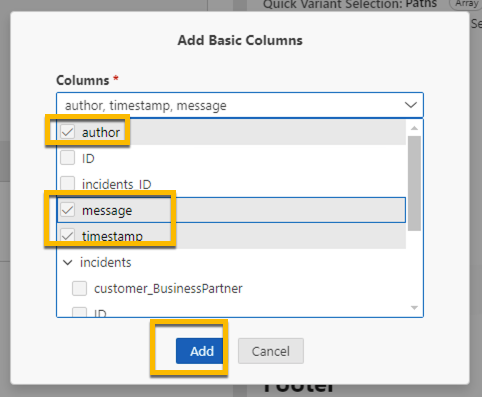 Quick Variant Selection: Paths Array
Se
Add Basic Columns
Columns *
author, timestamp, message
author
ID
incidents_ID
message
timestamp
incidents
customer_BusinessPartner
ID
Add Cancel
Footer